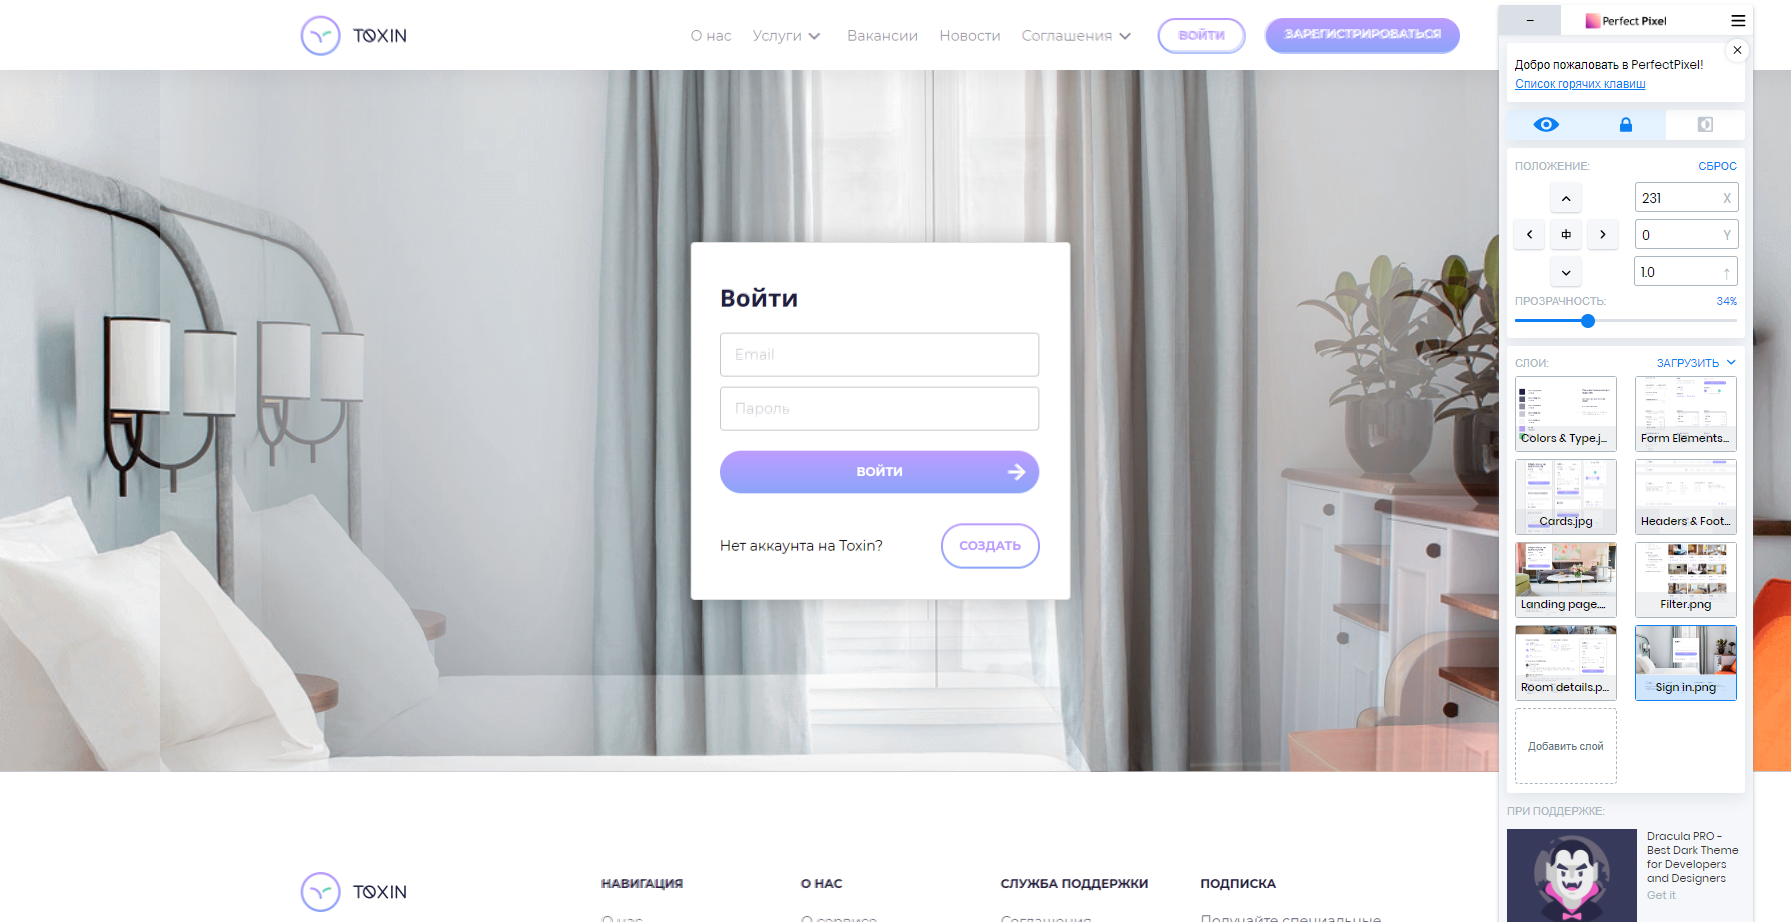 TOXIN
О нас
Услуги
Вакансии
Новости
Соглашения
ВОЙТИ
ЗАРЕГИСТРИРОВАТЬСЯ
Войти
Email
Пароль
ВОЙТИ
Нет аккаунта на Toxin?
СОЗДАТЬ
TOXIN
НАВИГАЦИЯ
О НАС
СЛУЖБА ПОДДЕРЖКИ
ПОДПИСКА
О нас
О сервисе
Соглашения
Получайте специальные
Perfect Pixel
Добро пожаловать в PerfectPixel!
Список горячих клавиш
ПОЛОЖЕНИЕ:
СБРОС
231 X
0 Y
1.0 ↑
ПРОЗРАЧНОСТЬ:
34%
СЛОИ:
ЗАГРУЗИТЬ
Colors & Type.j...
Form Elements...
Cards.jpg
Headers & Foot...
Landing page....
Filter.png
Room details.p...
Sign in.png
Добавить слой
ПРИ ПОДДЕРЖКЕ:
Dracula PRO -
Best Dark Theme
for Developers
and Designers
Get it